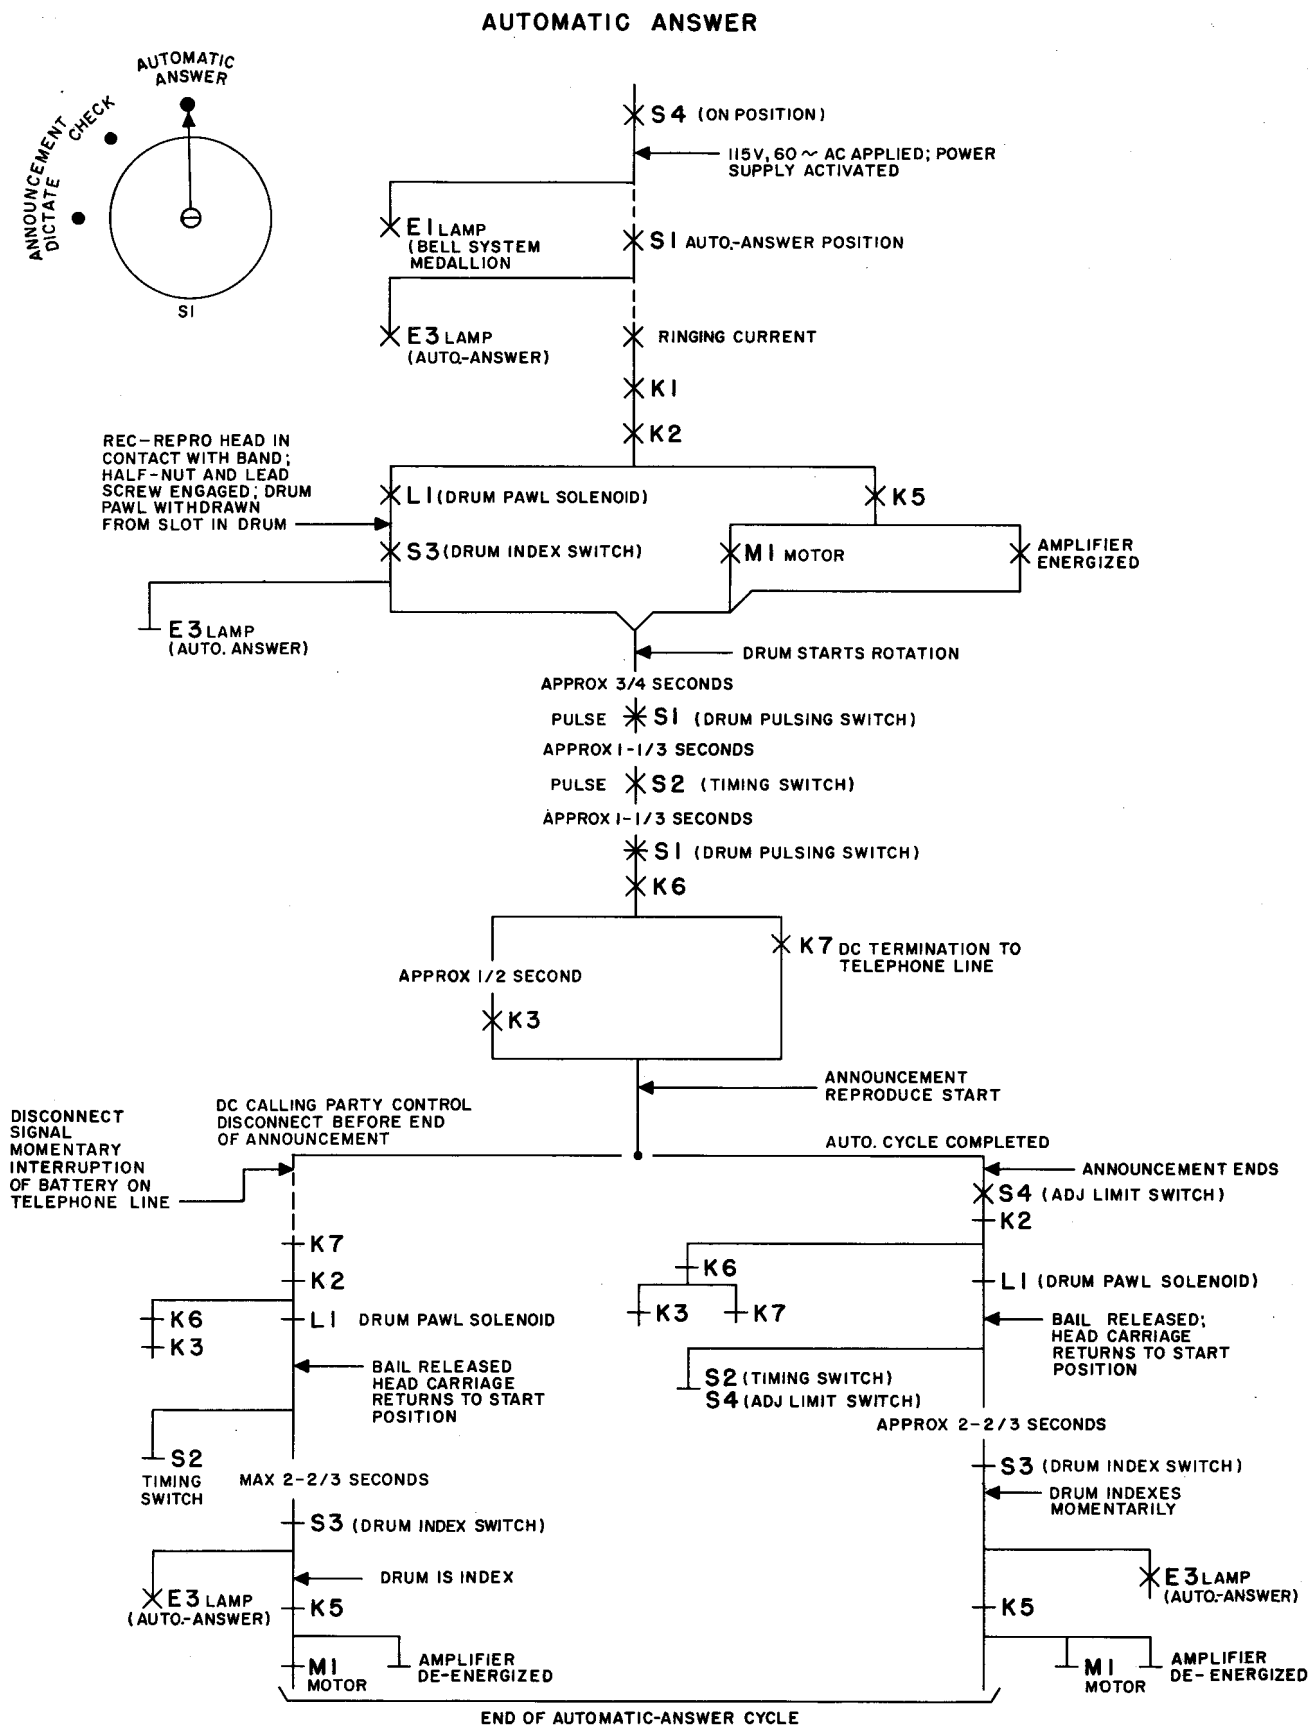 AUTOMATIC ANSWER
AUTOMATIC
ANSWER
CHECK
ANNOUNCEMENT
DICTATE
S1
S4 (ON POSITION)
115V, 60 ~ AC APPLIED; POWER
SUPPLY ACTIVATED
E1 LAMP
(BELL SYSTEM
MEDALLION
S1 AUTO.-ANSWER POSITION
E3 LAMP
(AUTO.-ANSWER)
RINGING CURRENT
K1
K2
REC-REPRO HEAD IN
CONTACT WITH BAND;
HALF-NUT AND LEAD
SCREW ENGAGED; DRUM
PAWL WITHDRAWN
FROM SLOT IN DRUM
L1 (DRUM PAWL SOLENOID)
K5
S3 (DRUM INDEX SWITCH)
M1 MOTOR
AMPLIFIER
ENERGIZED
E3 LAMP
(AUTO. ANSWER)
DRUM STARTS ROTATION
APPROX 3/4 SECONDS
PULSE S1 (DRUM PULSING SWITCH)
APPROX 1-1/3 SECONDS
PULSE S2 (TIMING SWITCH)
APPROX 1-1/3 SECONDS
S1 (DRUM PULSING SWITCH)
K6
K7 DC TERMINATION TO
TELEPHONE LINE
APPROX 1/2 SECOND
K3
ANNOUNCEMENT
REPRODUCE START
DISCONNECT
SIGNAL
MOMENTARY
INTERRUPTION
OF BATTERY ON
TELEPHONE LINE
DC CALLING PARTY CONTROL
DISCONNECT BEFORE END
OF ANNOUNCEMENT
K7
K2
K6
K3
L1 DRUM PAWL SOLENOID
BAIL RELEASED
HEAD CARRIAGE
RETURNS TO START
POSITION
S2
TIMING
SWITCH
MAX 2-2/3 SECONDS
S3 (DRUM INDEX SWITCH)
DRUM IS INDEX
E3 LAMP
(AUTO.-ANSWER)
K5
M1
MOTOR
AMPLIFIER
DE-ENERGIZED
AUTO. CYCLE COMPLETED
ANNOUNCEMENT ENDS
S4 (ADJ LIMIT SWITCH)
K2
K6
K3
K7
L1 (DRUM PAWL SOLENOID)
BAIL RELEASED;
HEAD CARRIAGE
RETURNS TO START
POSITION
S2 (TIMING SWITCH)
S4 (ADJ LIMIT SWITCH)
APPROX 2-2/3 SECONDS
S3 (DRUM INDEX SWITCH)
DRUM INDEXES
MOMENTARILY
E3 LAMP
(AUTO.-ANSWER)
K5
M1
MOTOR
AMPLIFIER
DE-ENERGIZED
END OF AUTOMATIC-ANSWER CYCLE